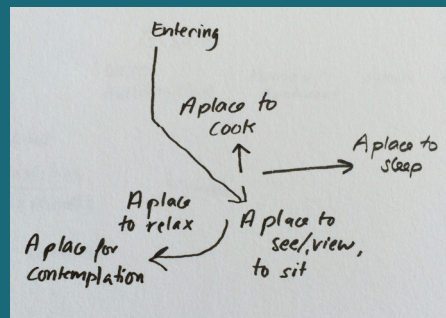 Entering
A place to
cook
A place to
sleep
A place
to relax
A place to
see/view,
to sit
A place for
contemplation